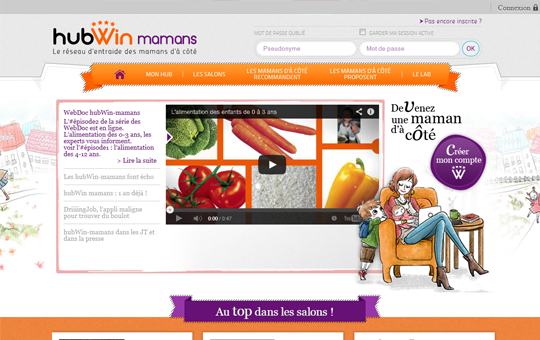 Connexion
> Pas encore inscrite ?
hubWin mamans
Le réseau d'entraide des mamans d'à côté
MOT DE PASSE OUBLIÉ
GARDER MA SESSION ACTIVE
Pseudonyme
Mot de passe
OK
MON HUB
LES SALONS
LES MAMANS D'À CÔTÉ
RECOMMANDENT
LES MAMANS D'À CÔTÉ
PROPOSENT
LE LAB
WebDoc hubWin-mamans
L'#épisodez de la série du
WebDoc est en ligne.
L'alimentation des 0-3 ans, les
experts vous informent.
voir l'#épisode1 : l'alimentation
des 4-12 ans.
> Lire la suite
Les hubWin-mamans font écho
hubWin mamans : 1 an déjà !
DriiiingJob, l'appli maligne
pour trouver du boulot
hubWin-mamans dans les JT et
dans la presse
L'alimentation des enfants de 0 à 3 ans
0:00 / 0:47
YouTube
Devenez
une maman
d'à côté
Créer
mon compte
Au top dans les salons !